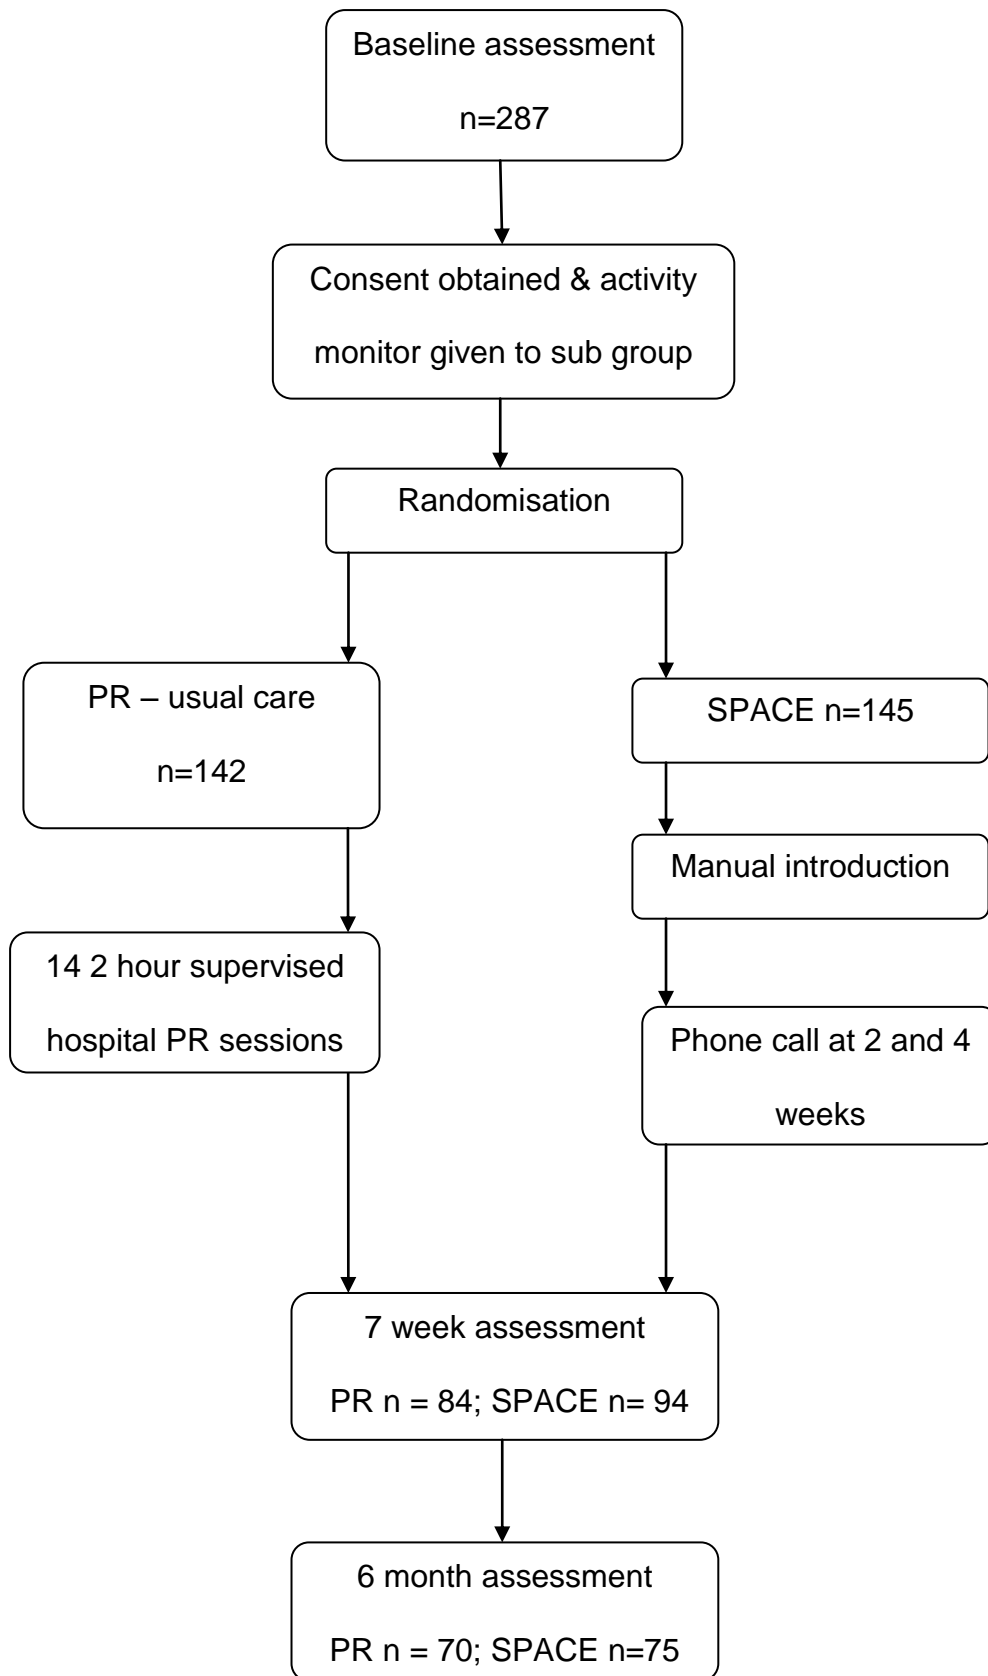 Baseline assessment
n=287
Consent obtained & activity
monitor given to sub group
Randomisation
PR – usual care
n=142
14 2 hour supervised
hospital PR sessions
SPACE n=145
Manual introduction
Phone call at 2 and 4
weeks
7 week assessment
PR n = 84; SPACE n= 94
6 month assessment
PR n = 70; SPACE n=75